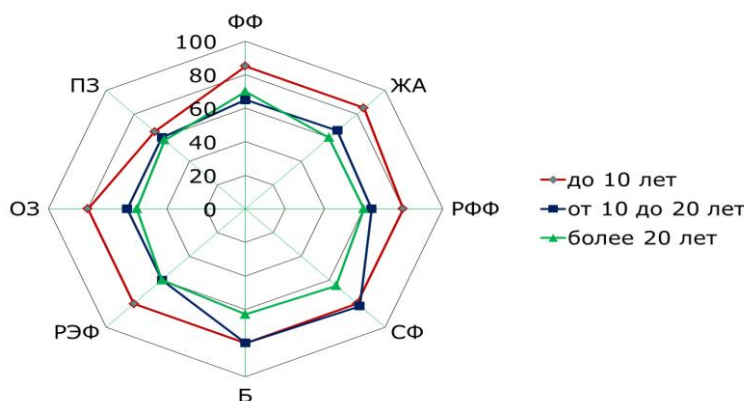 ФФ
100
80
60
40
20
0
ЖА
РФФ
СФ
Б
РЭФ
ОЗ
ПЗ
до 10 лет
от 10 до 20 лет
более 20 лет